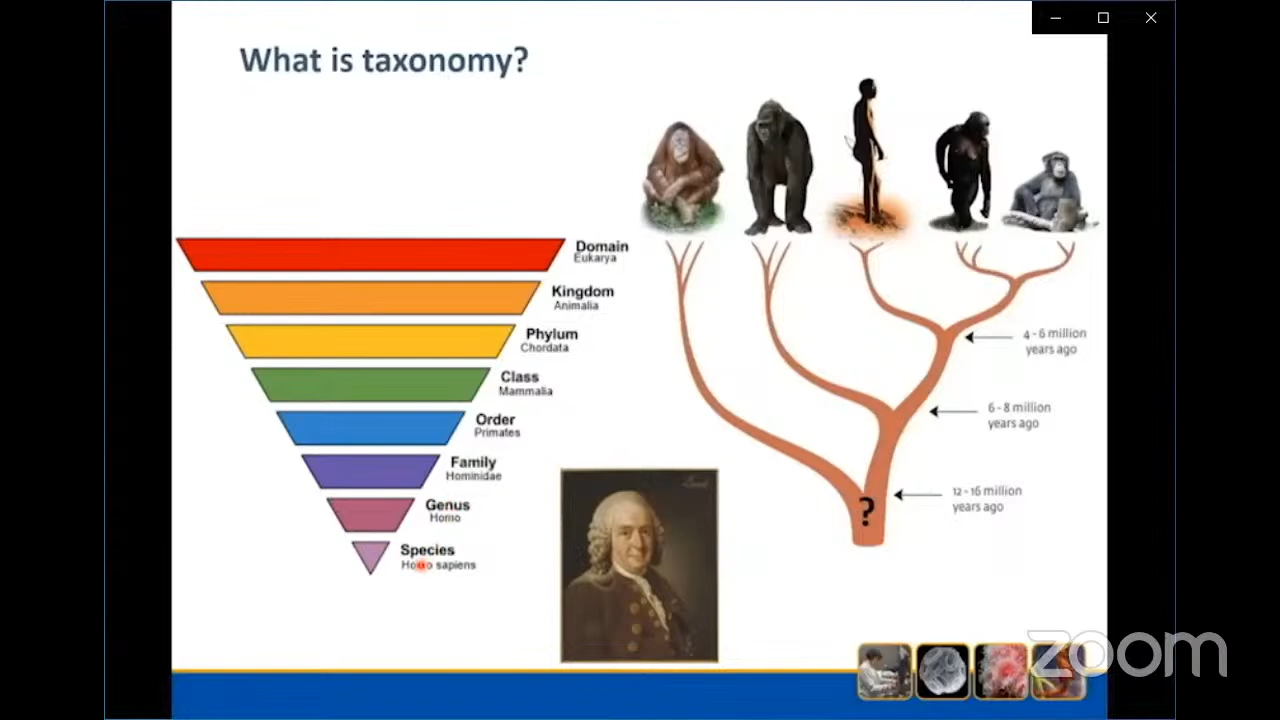 What is taxonomy?
Domain
Eukarya
Kingdom
Animalia
Phylum
Chordata
Class
Mammalia
Order
Primates
Family
Hominidae
Genus
Homo
Species
Homo sapiens
4 - 6 million
years ago
6 - 8 million
years ago
12 - 16 million
years ago
?
zoom